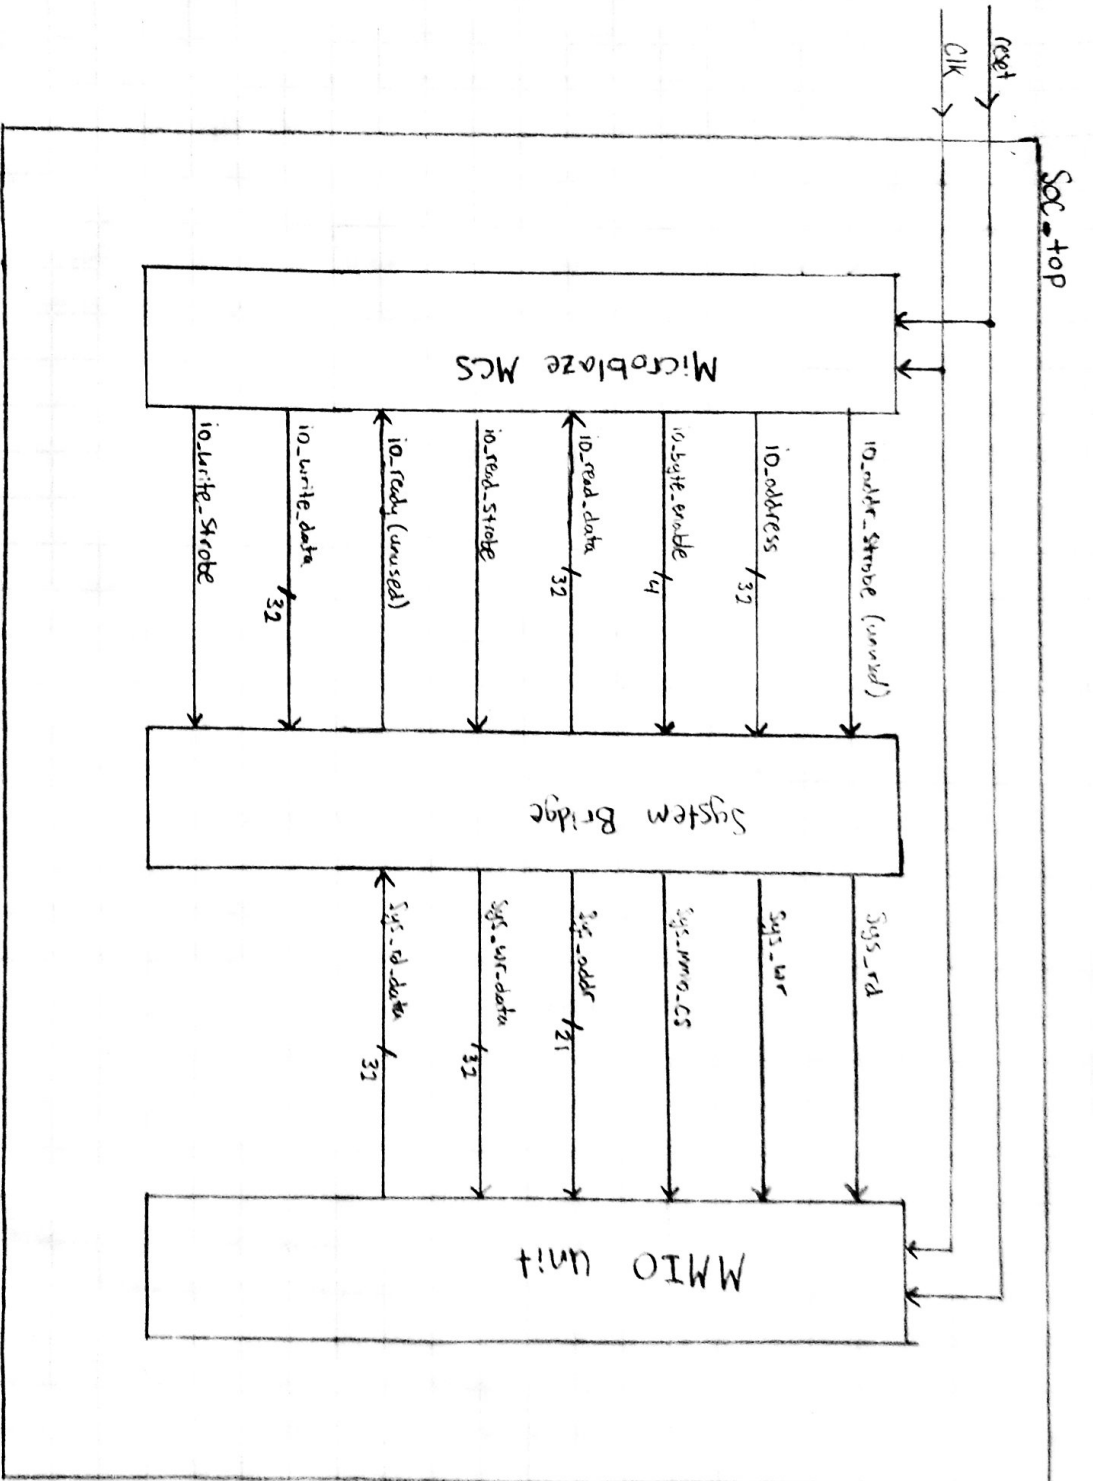 Soc_top
reset
Clk
Microblaze MCS
io_addr_strobe (unused)
io_address
32
io_byte_enable
4
io_read_data
32
io_read_strobe
io_ready (unused)
io_write_data
32
io_write_strobe
System Bridge
Sys_rd
Sys_wr
Sys_mmio_CS
Sys_addr
21
Sys_wr_data
32
Sys_rd_data
32
MMIO unit